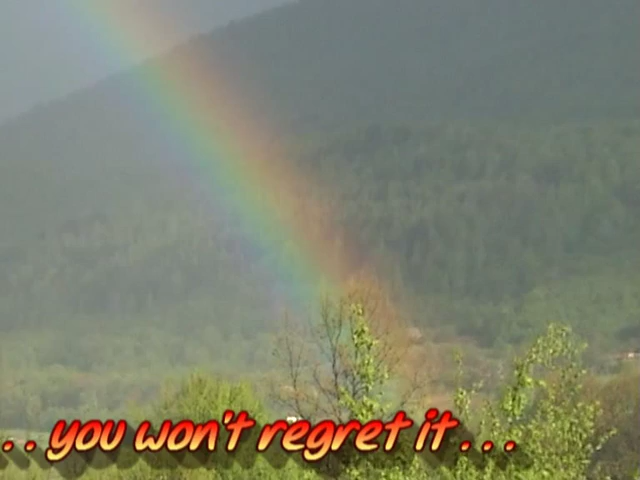 . . you won't regret it . . .